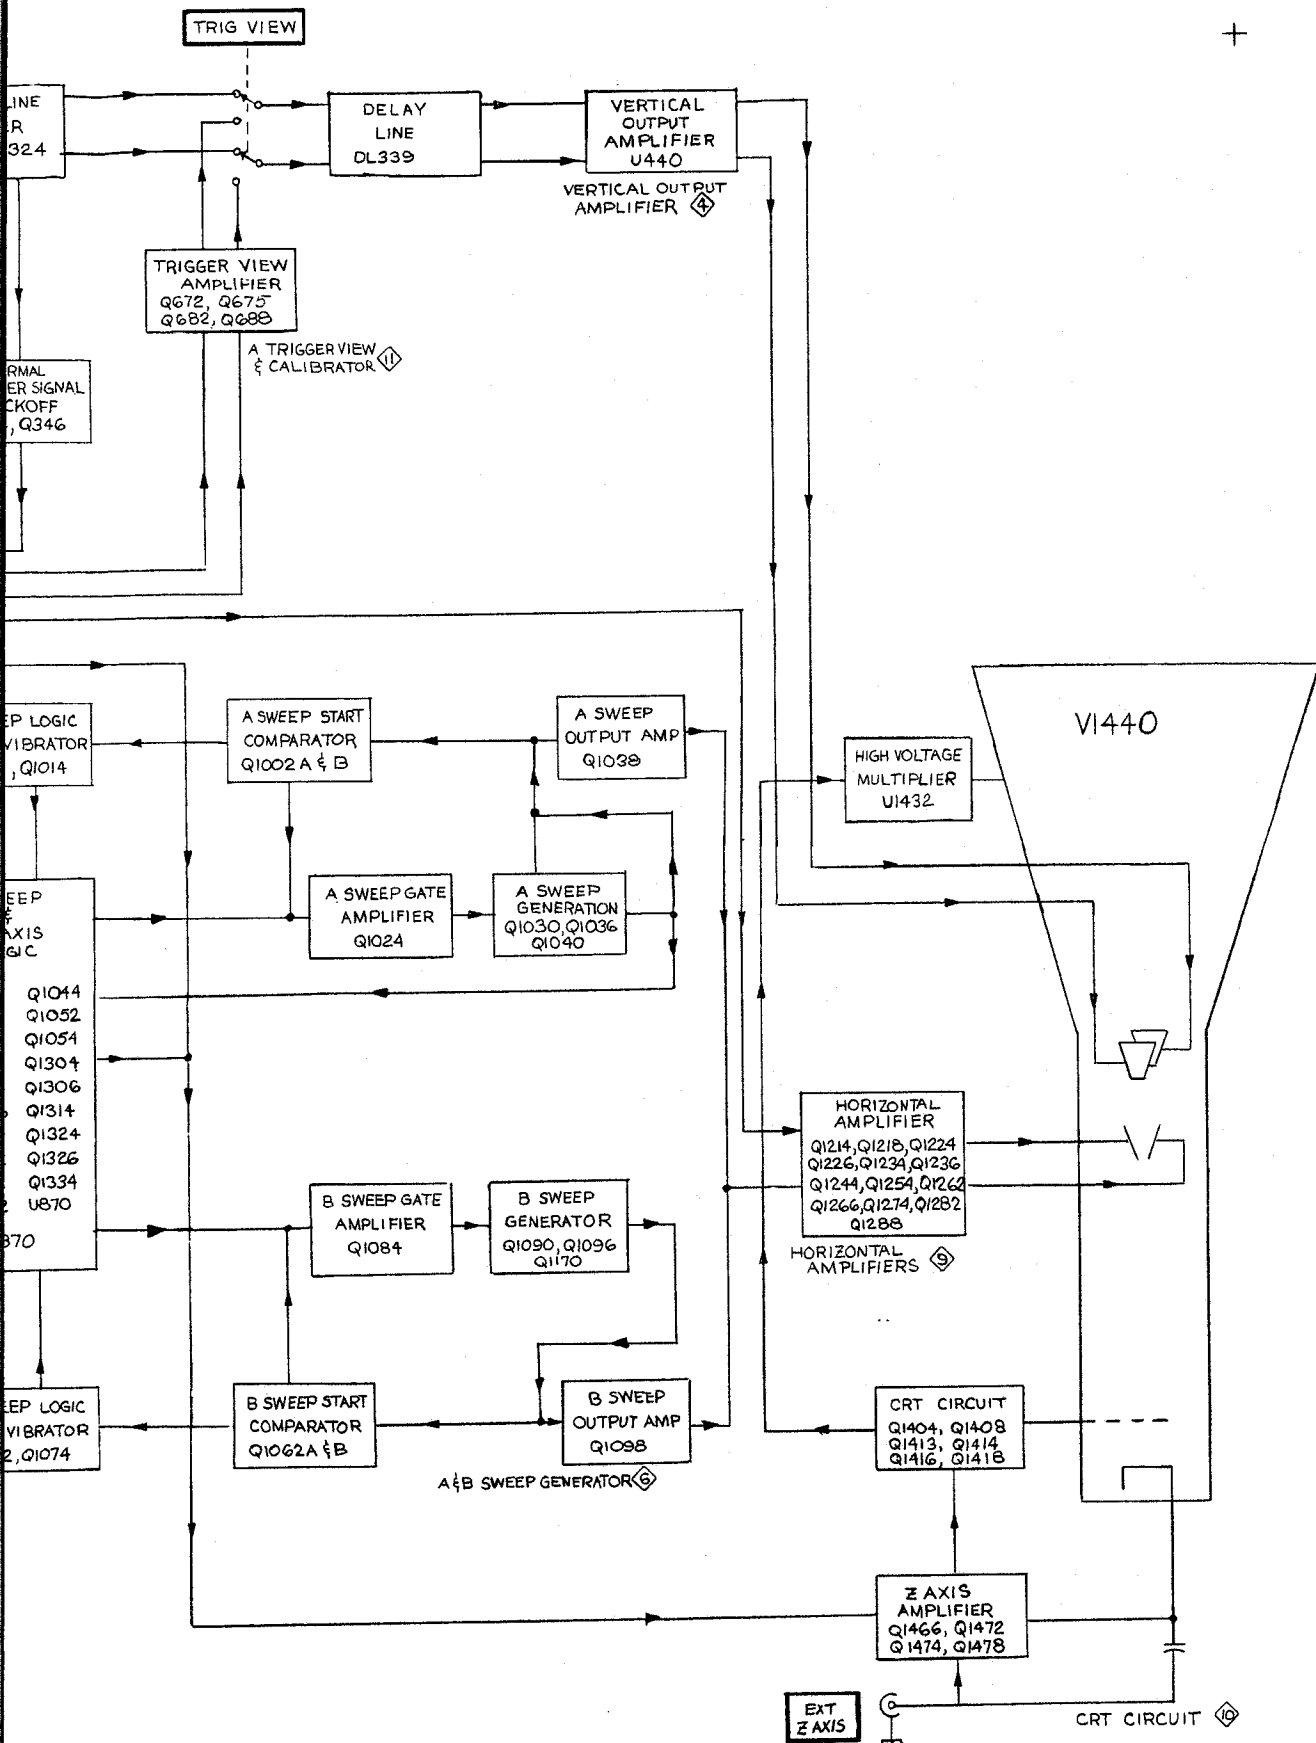 TRIG VIEW
LINE
ER
324
DELAY
LINE
DL339
VERTICAL
OUTPUT
AMPLIFIER
U440
VERTICAL OUTPUT
AMPLIFIER 4
TRIGGER VIEW
AMPLIFIER
Q672, Q675
Q682, Q688
A TRIGGER VIEW
& CALIBRATOR 11
RMAL
ER SIGNAL
CKOFF
, Q346
EP LOGIC
VIBRATOR
, Q1014
A SWEEP START
COMPARATOR
Q1002 A & B
A SWEEP
OUTPUT AMP
Q1038
HIGH VOLTAGE
MULTIPLIER
U1432
V1440
EEP
&
AXIS
GIC
Q1044
Q1052
Q1054
Q1304
Q1306
Q1314
Q1324
Q1326
Q1334
2 U870
870
A SWEEP GATE
AMPLIFIER
Q1024
A SWEEP
GENERATION
Q1030, Q1036
Q1040
HORIZONTAL
AMPLIFIER
Q1214, Q1218, Q1224
Q1226, Q1234, Q1236
Q1244, Q1254, Q1262
Q1266, Q1274, Q1282
Q1288
HORIZONTAL
AMPLIFIERS 9
B SWEEP GATE
AMPLIFIER
Q1084
B SWEEP
GENERATOR
Q1090, Q1096
Q1170
EEP LOGIC
VIBRATOR
2, Q1074
B SWEEP START
COMPARATOR
Q1062A & B
B SWEEP
OUTPUT AMP
Q1098
A&B SWEEP GENERATOR 6
CRT CIRCUIT
Q1404, Q1408
Q1413, Q1414
Q1416, Q1418
Z AXIS
AMPLIFIER
Q1466, Q1472
Q1474, Q1478
EXT
Z AXIS
CRT CIRCUIT 10